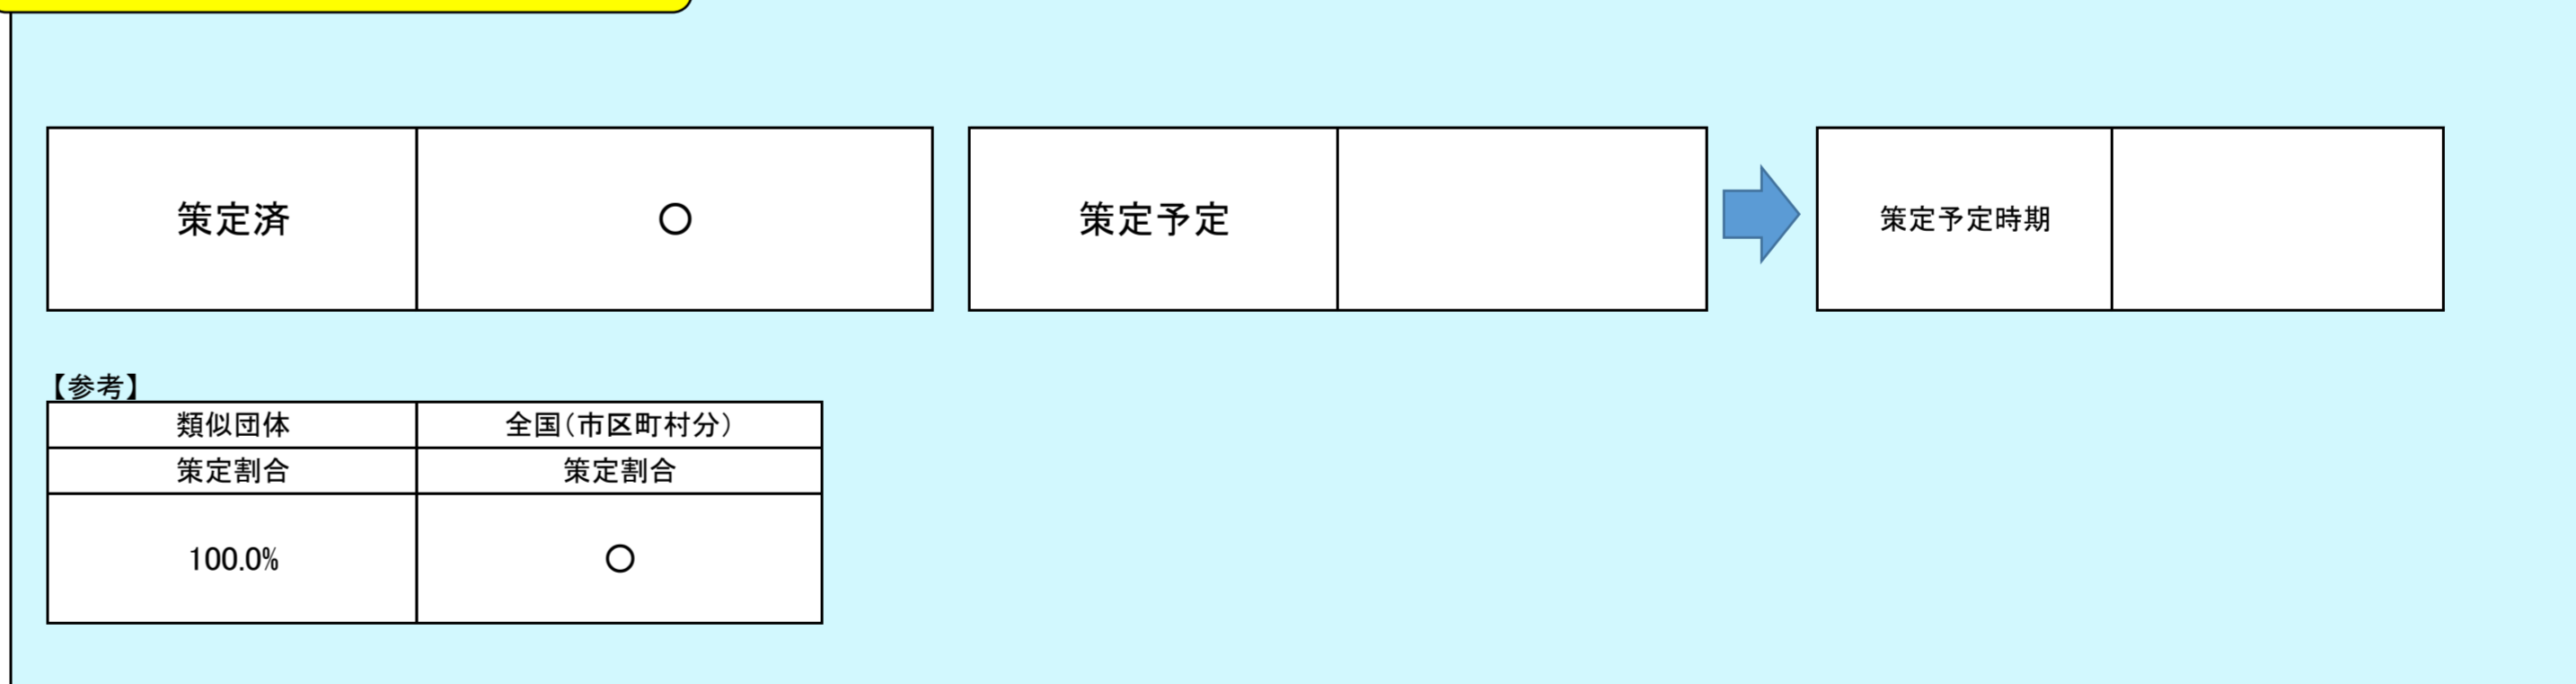 策定済 ○ 策定予定 策定予定時期
【参考】
類似団体 全国(市区町村分)
策定割合 策定割合
100.0% ○